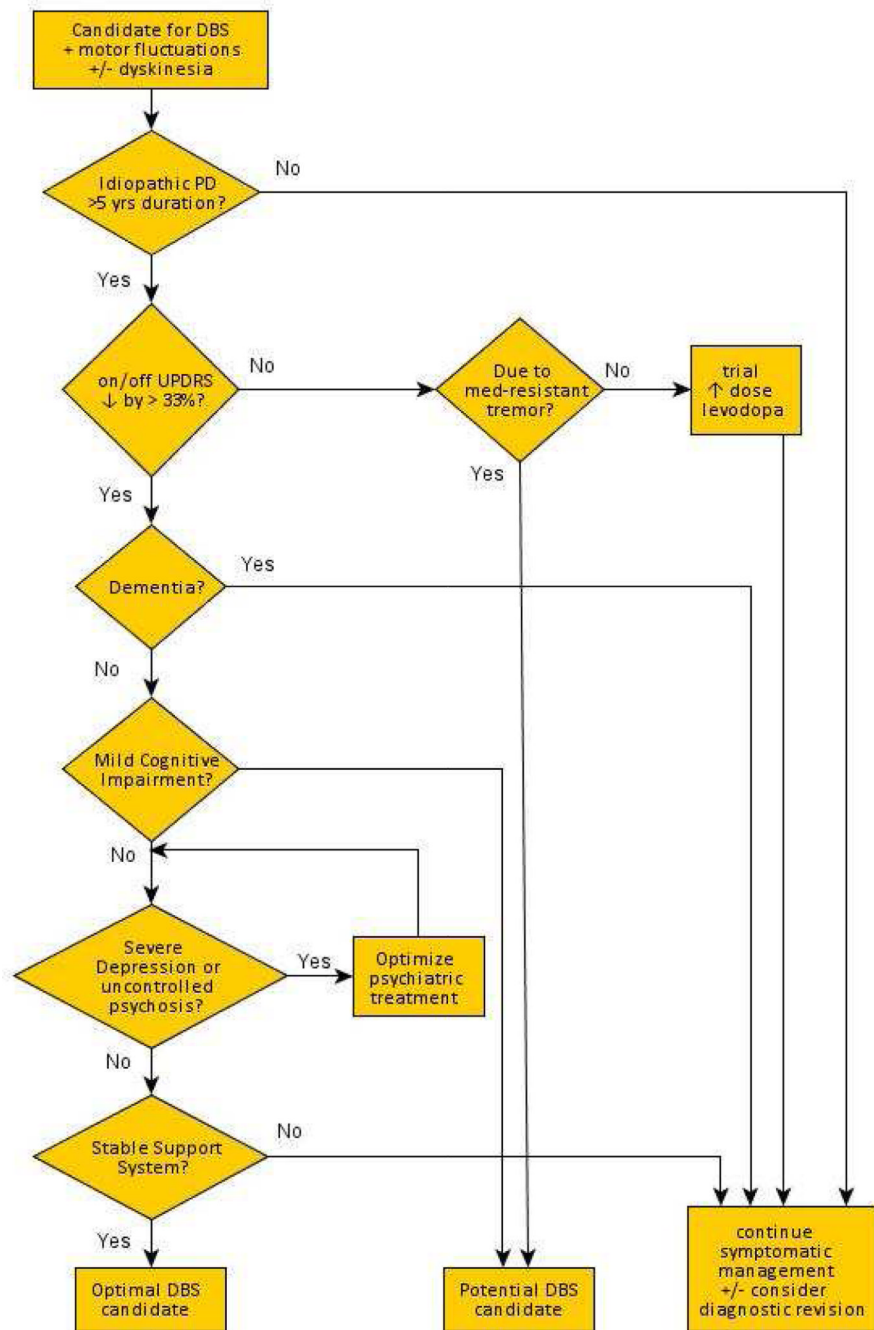 Candidate for DBS
+ motor fluctuations
+/- dyskinesia
No
Idiopathic PD
>5 yrs duration?
Yes
on/off UPDRS
↓ by > 33%?
No
Due to
med-resistant
tremor?
No
trial
↑ dose
levodopa
Yes
Yes
Dementia?
Yes
No
Mild Cognitive
Impairment?
No
Severe
Depression or
uncontrolled
psychosis?
Yes
Optimize
psychiatric
treatment
No
Stable Support
System?
No
Yes
Optimal DBS
candidate
Potential DBS
candidate
continue
symptomatic
management
+/- consider
diagnostic revision